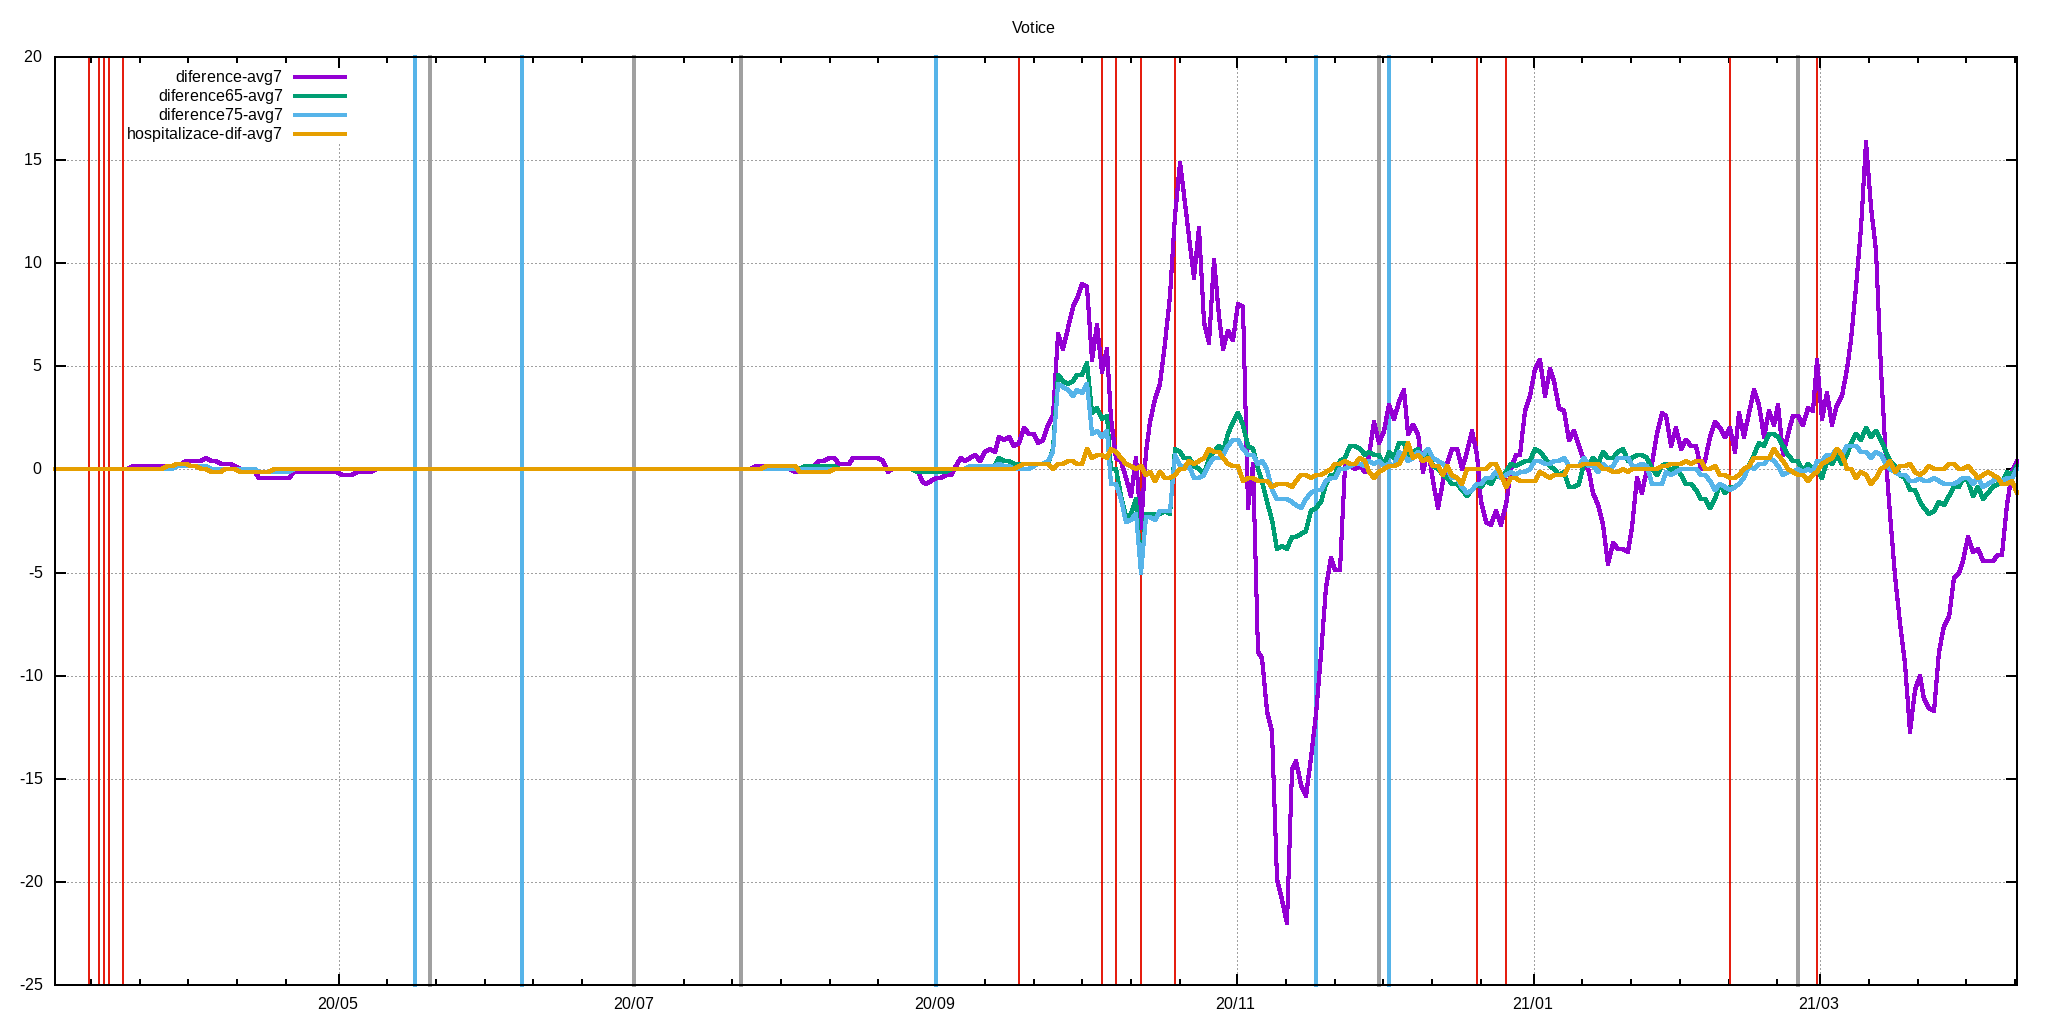 Votice
20
15
10
5
0
-5
-10
-15
-20
-25
diference-avg7
diference65-avg7
diference75-avg7
hospitalizace-dif-avg7
20/05 20/07 20/09 20/11 21/01 21/03